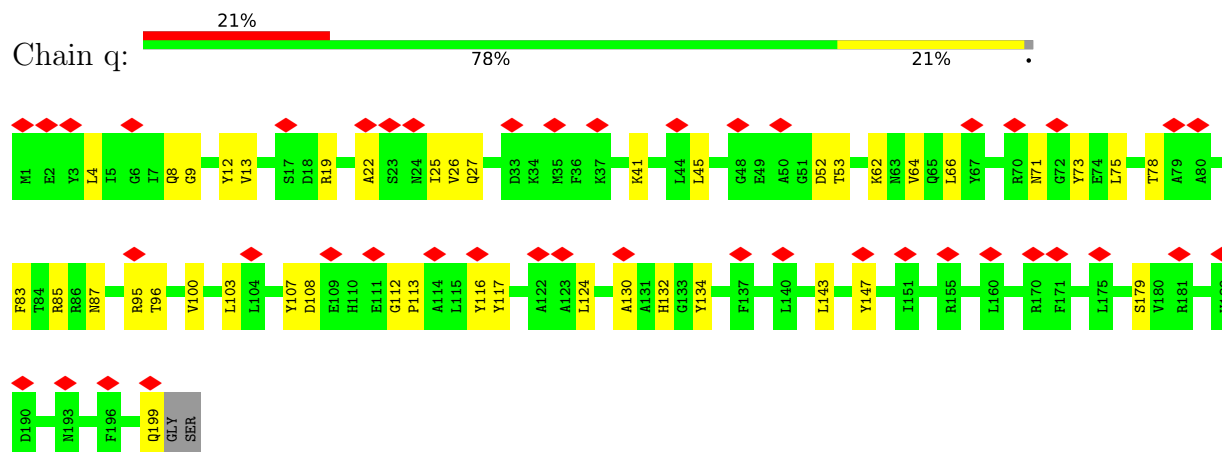 21%
Chain q:
78% 21% •
M1 E2 Y3 L4 I5 G6 I7 Q8 G9 Y12 V13 S17 D18 R19 A22 S23 N24 I25 V26 Q27 D33 K34 M35 F36 K37 K41 L44 L45 G48 E49 A50 G51 D52 T53 K62 N63 V64 Q65 L66 Y67 R70 N71 G72 Y73 E74 L75 T78 A79 A80
F83 T84 R85 R86 N87 R95 T96 V100 L103 L104 Y107 D108 E109 H110 E111 G112 P113 A114 L115 Y116 Y117 A122 A123 L124 A130 A131 H132 G133 Y134 F137 L140 L143 Y147 I151 R155 L160 R170 F171 L175 S179 V180 R181
D190 N193 F196 Q199 GLY SER